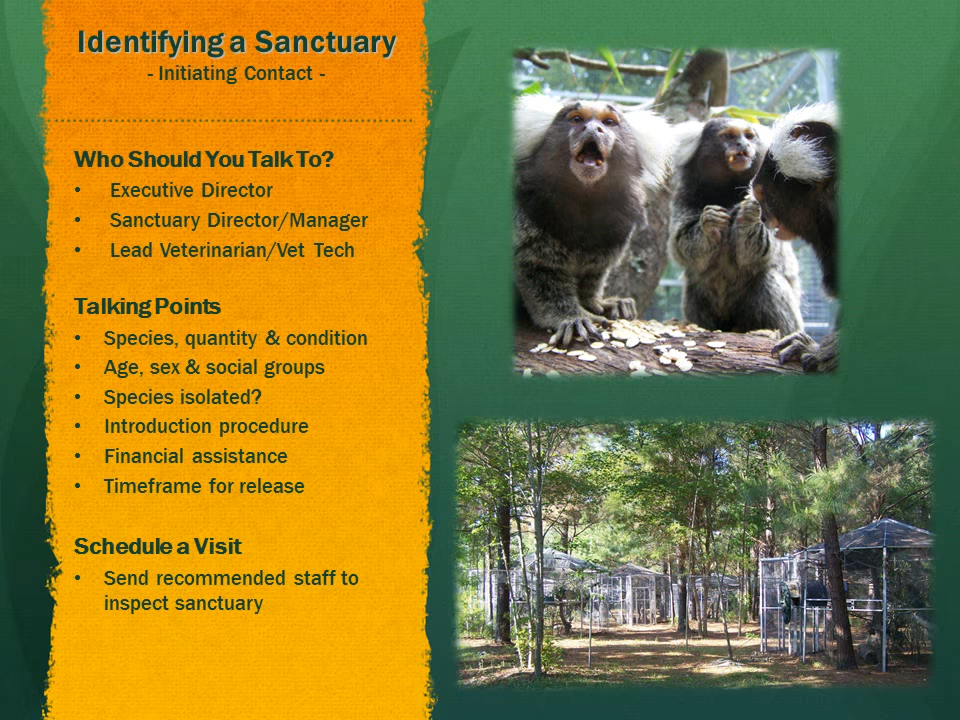 Identifying a Sanctuary
- Initiating Contact -
Who Should You Talk To?
• Executive Director
• Sanctuary Director/Manager
• Lead Veterinarian/Vet Tech
Talking Points
• Species, quantity & condition
• Age, sex & social groups
• Species isolated?
• Introduction procedure
• Financial assistance
• Timeframe for release
Schedule a Visit
• Send recommended staff to
inspect sanctuary